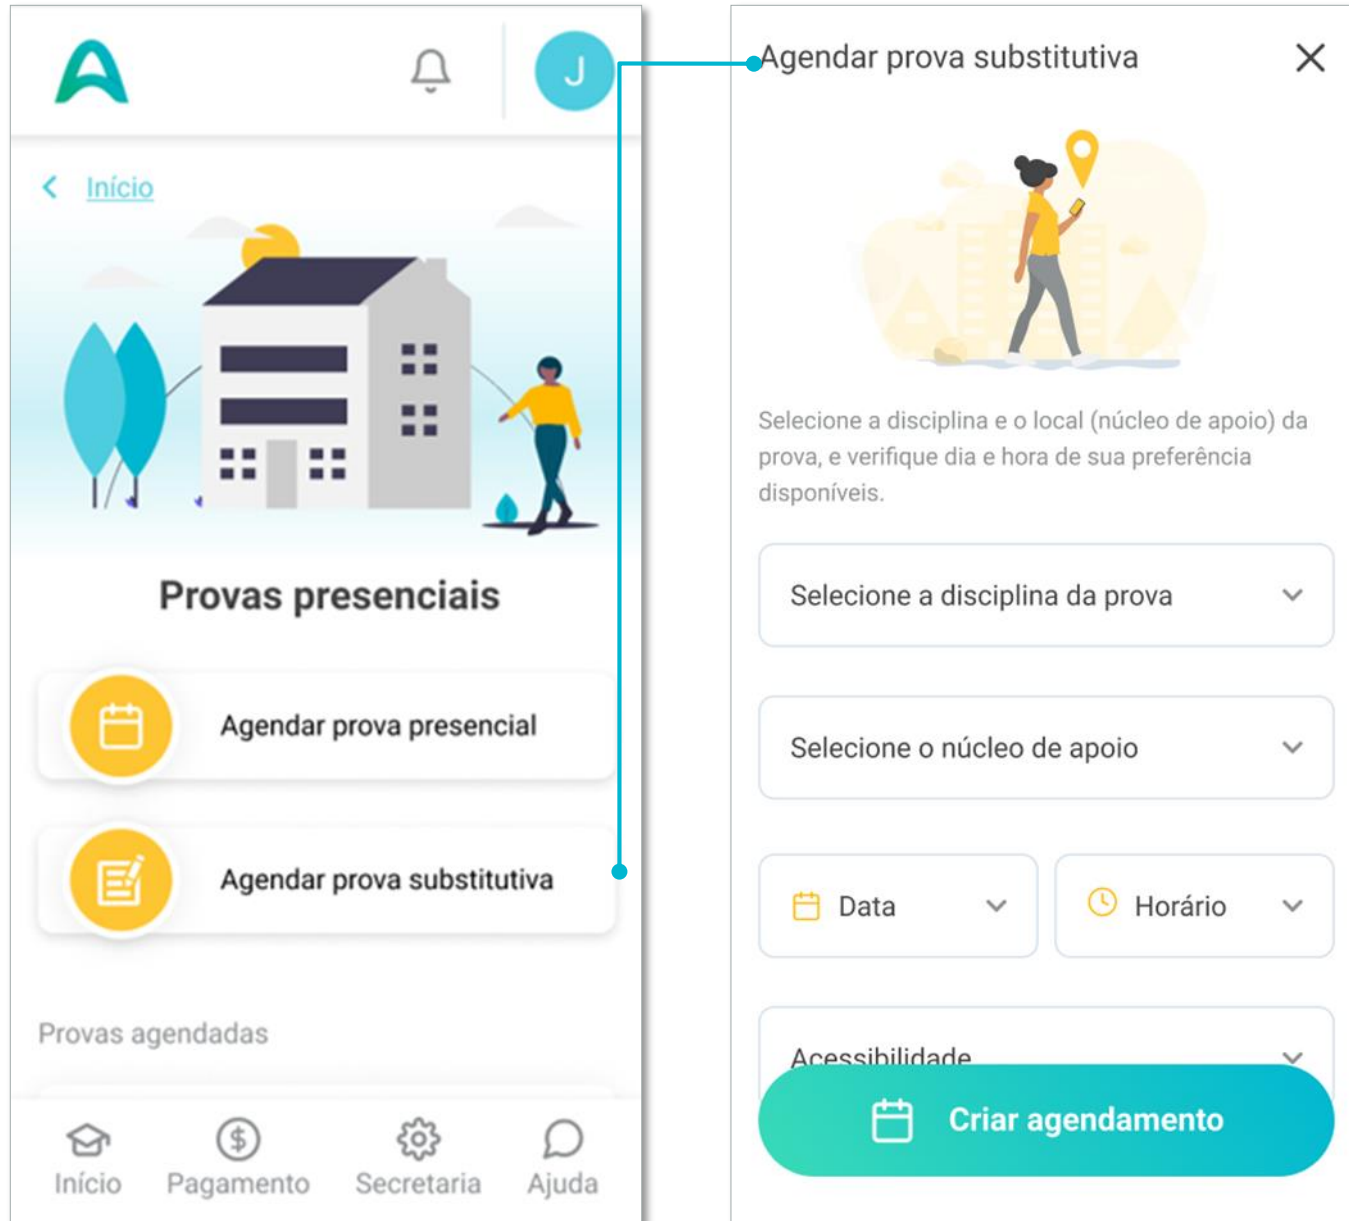 J
Início
Provas presenciais
Agendar prova presencial
Agendar prova substitutiva
Provas agendadas
Início Pagamento Secretaria Ajuda
Agendar prova substitutiva
Selecione a disciplina e o local (núcleo de apoio) da
prova, e verifique dia e hora de sua preferência
disponíveis.
Selecione a disciplina da prova
Selecione o núcleo de apoio
Data Horário
Acessibilidade
Criar agendamento